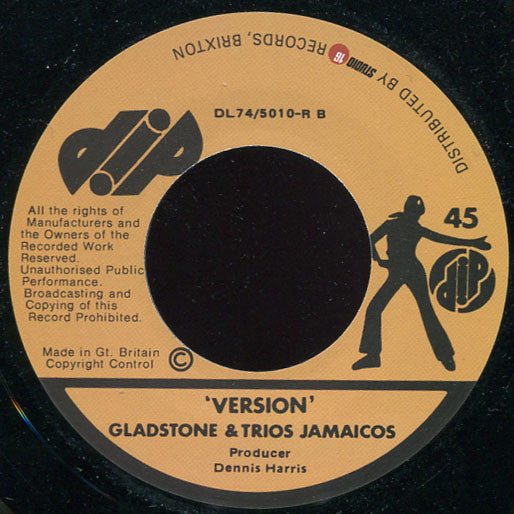 DISTRIBUTED BY STUDIO 16 RECORDS, BRIXTON
DL74/5010-R B
dip
All the rights of
Manufacturers and
the Owners of the
Recorded Work
Reserved.
Unauthorised Public
Performance.
Broadcasting and
Copying of this
Record Prohibited.
45
dip
Made in Gt. Britain
Copyright Control
©
'VERSION'
GLADSTONE & TRIOS JAMAICOS
Producer
Dennis Harris